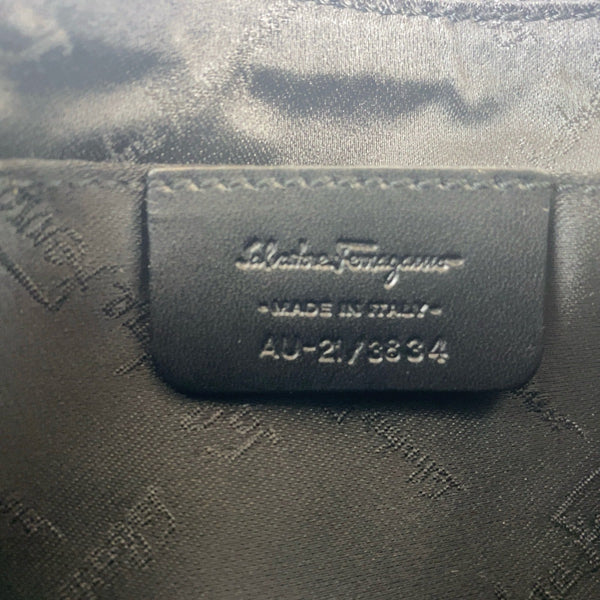 Salvatore Ferragamo
-MADE IN ITALY-
AU-21/3834